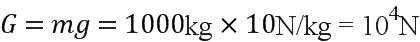 G = mg = 1000kg × 10N/kg = 10⁴N